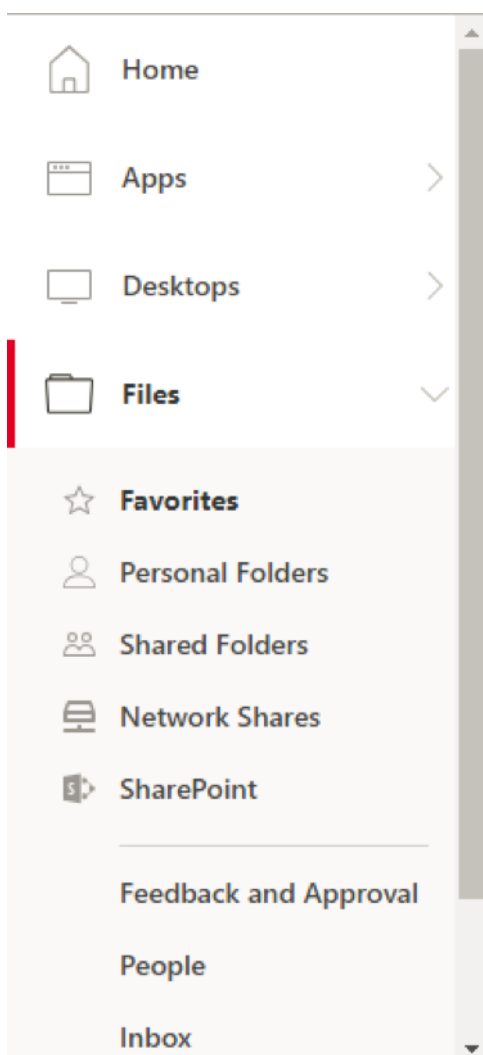 Home
Apps
Desktops
Files
Favorites
Personal Folders
Shared Folders
Network Shares
SharePoint
Feedback and Approval
People
Inbox